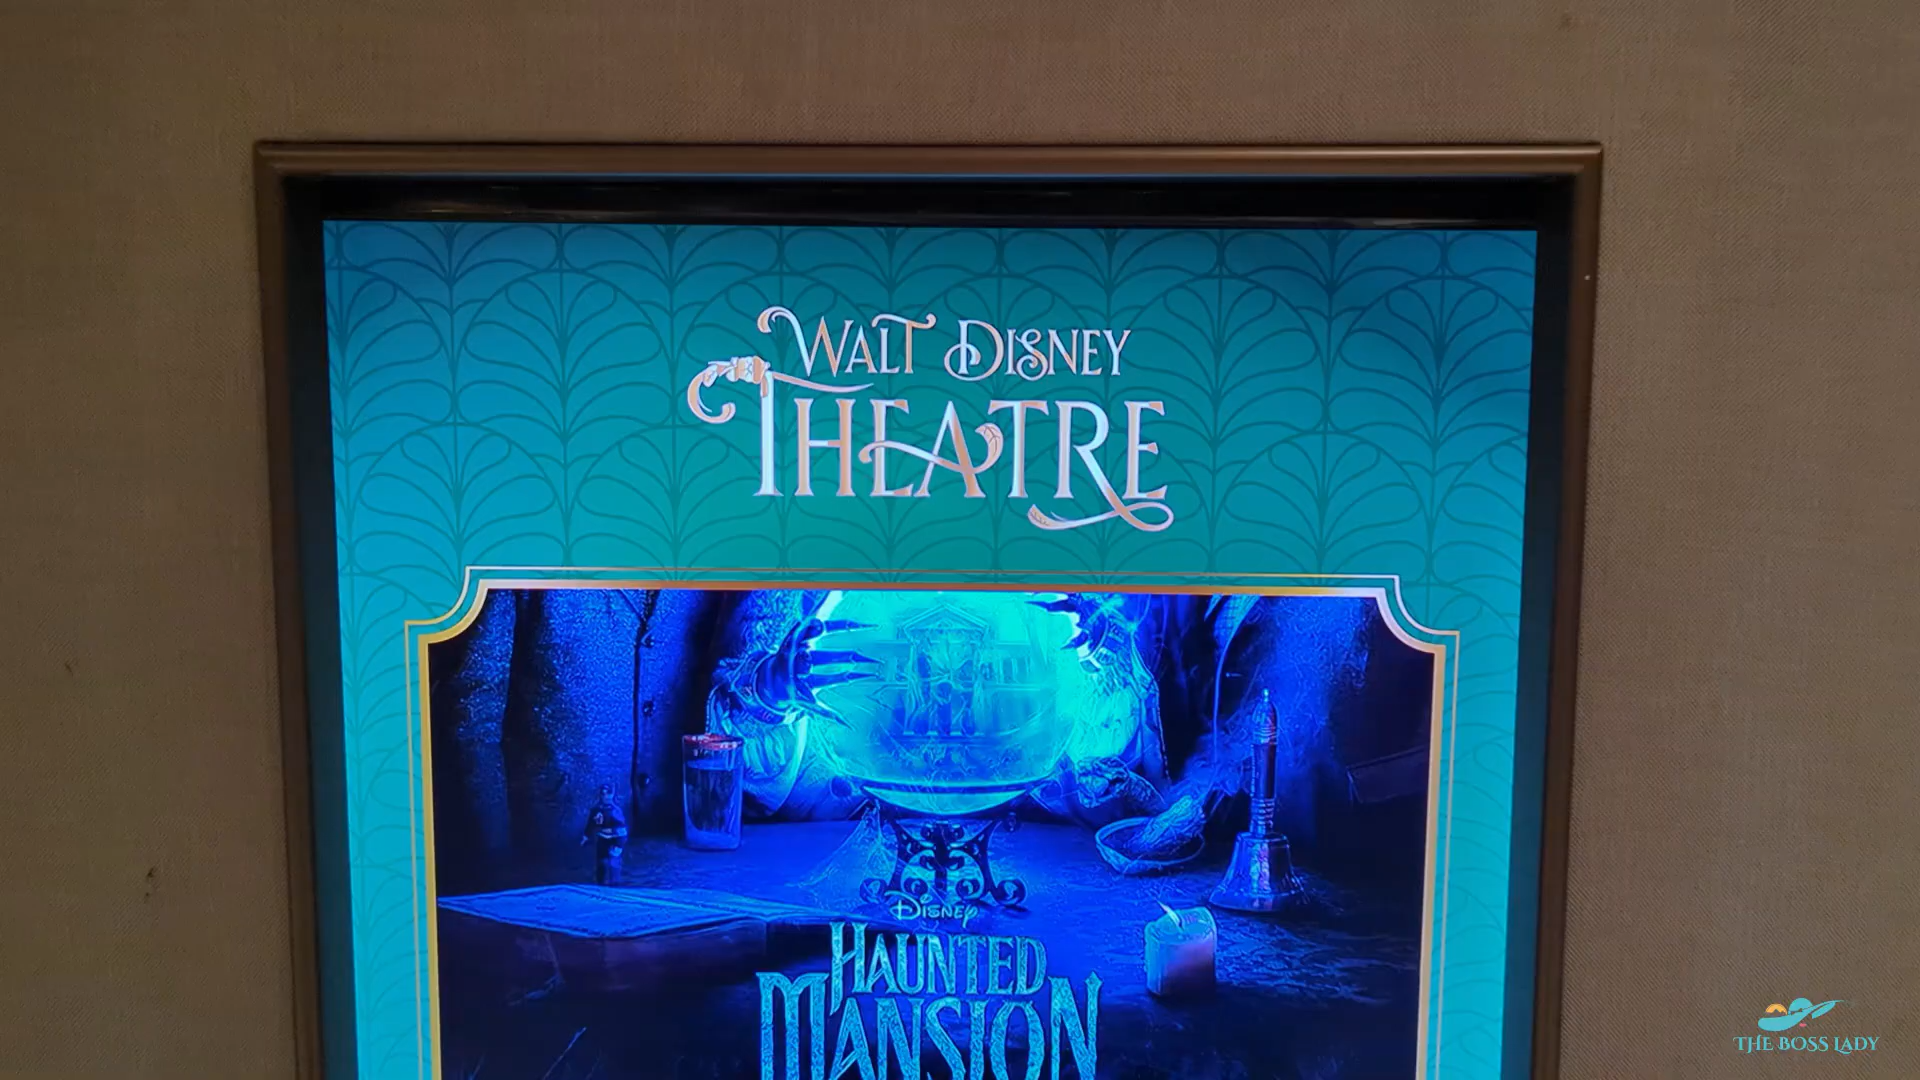 WALT DISNEY
THEATRE
DISNEY
HAUNTED
MANSION
THE BOSS LADY